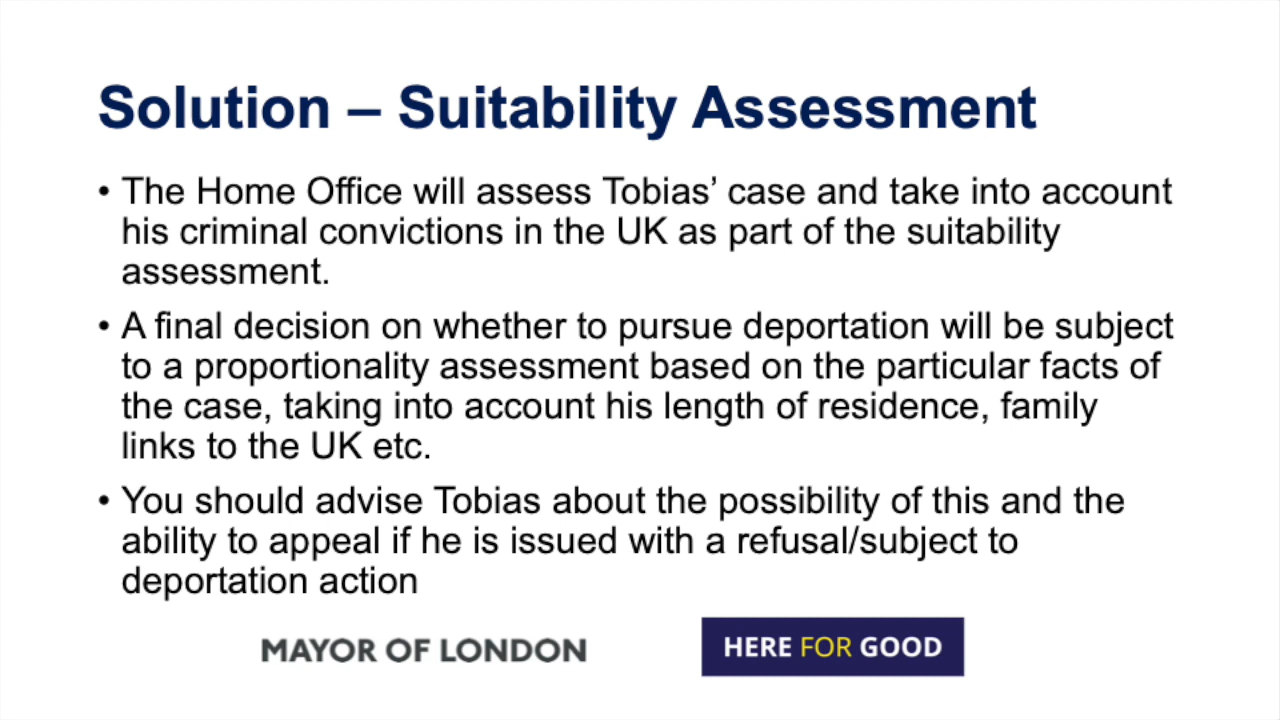 Solution – Suitability Assessment
• The Home Office will assess Tobias’ case and take into account
his criminal convictions in the UK as part of the suitability
assessment.
• A final decision on whether to pursue deportation will be subject
to a proportionality assessment based on the particular facts of
the case, taking into account his length of residence, family
links to the UK etc.
• You should advise Tobias about the possibility of this and the
ability to appeal if he is issued with a refusal/subject to
deportation action
MAYOR OF LONDON
HERE FOR GOOD